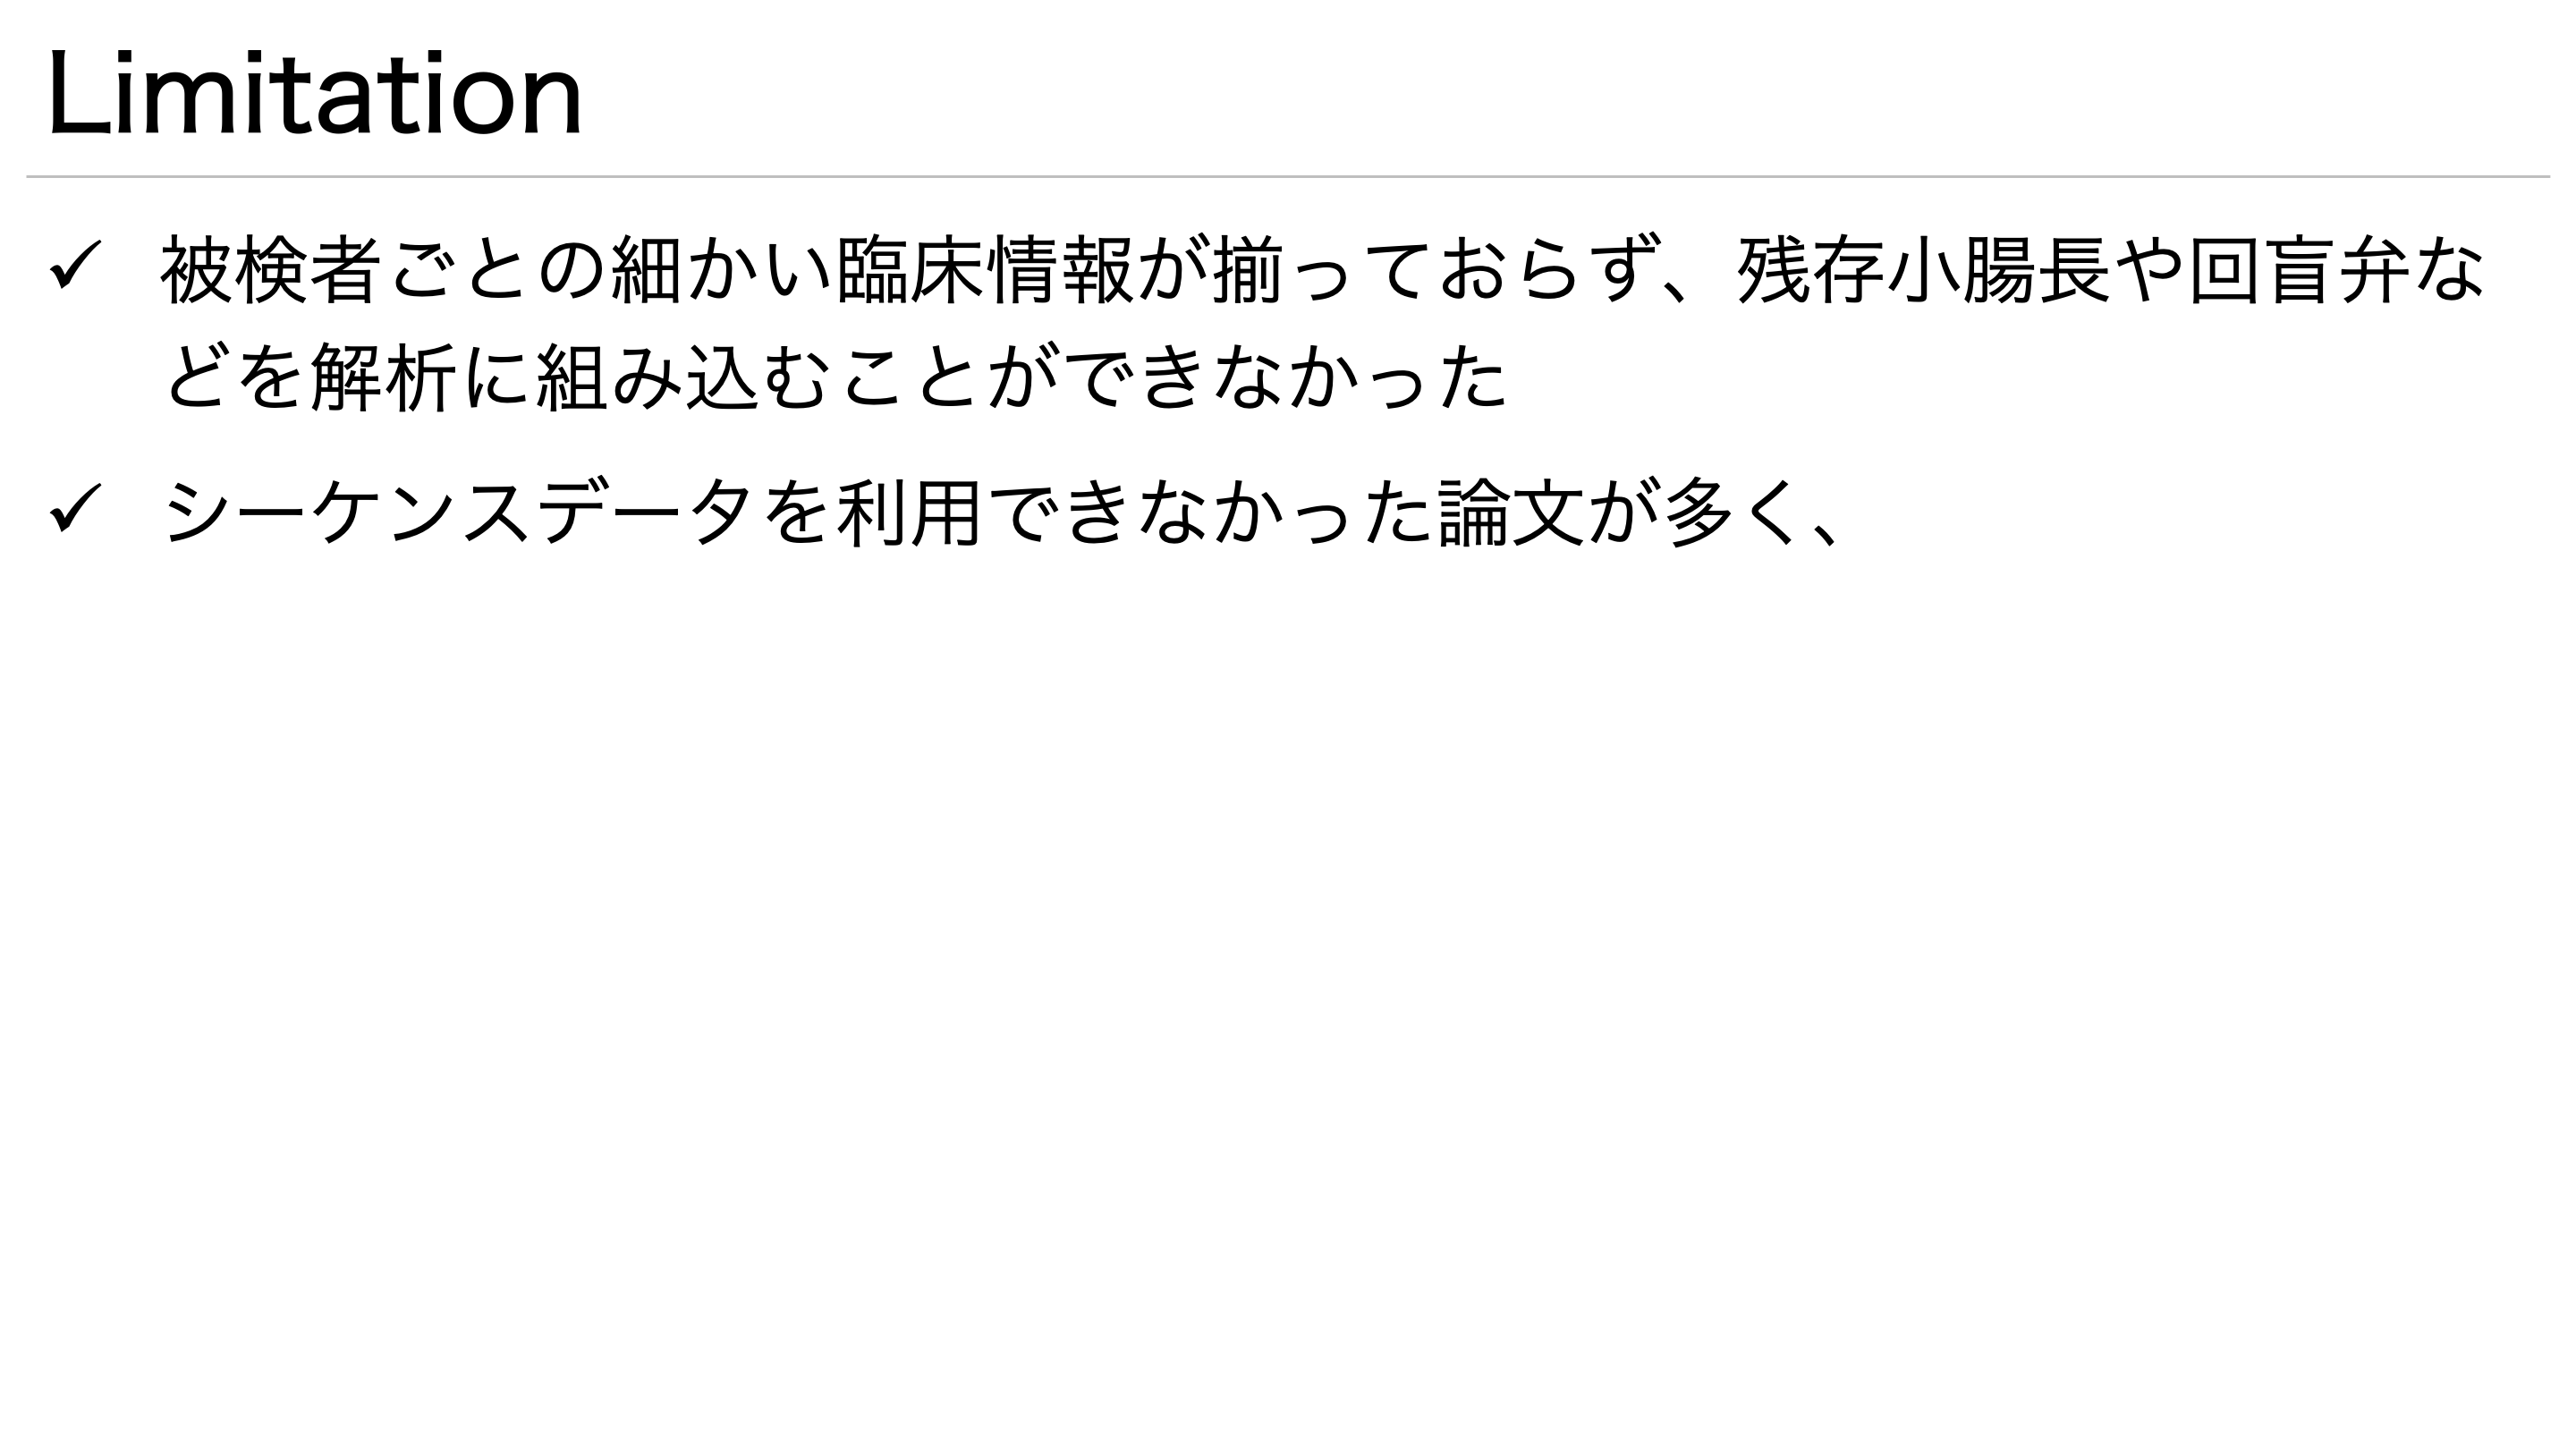 Limitation
✓ 被検者ごとの細かい臨床情報が揃っておらず、残存小腸長や回盲弁な
どを解析に組み込むことができなかった
✓ シーケンスデータを利用できなかった論文が多く、